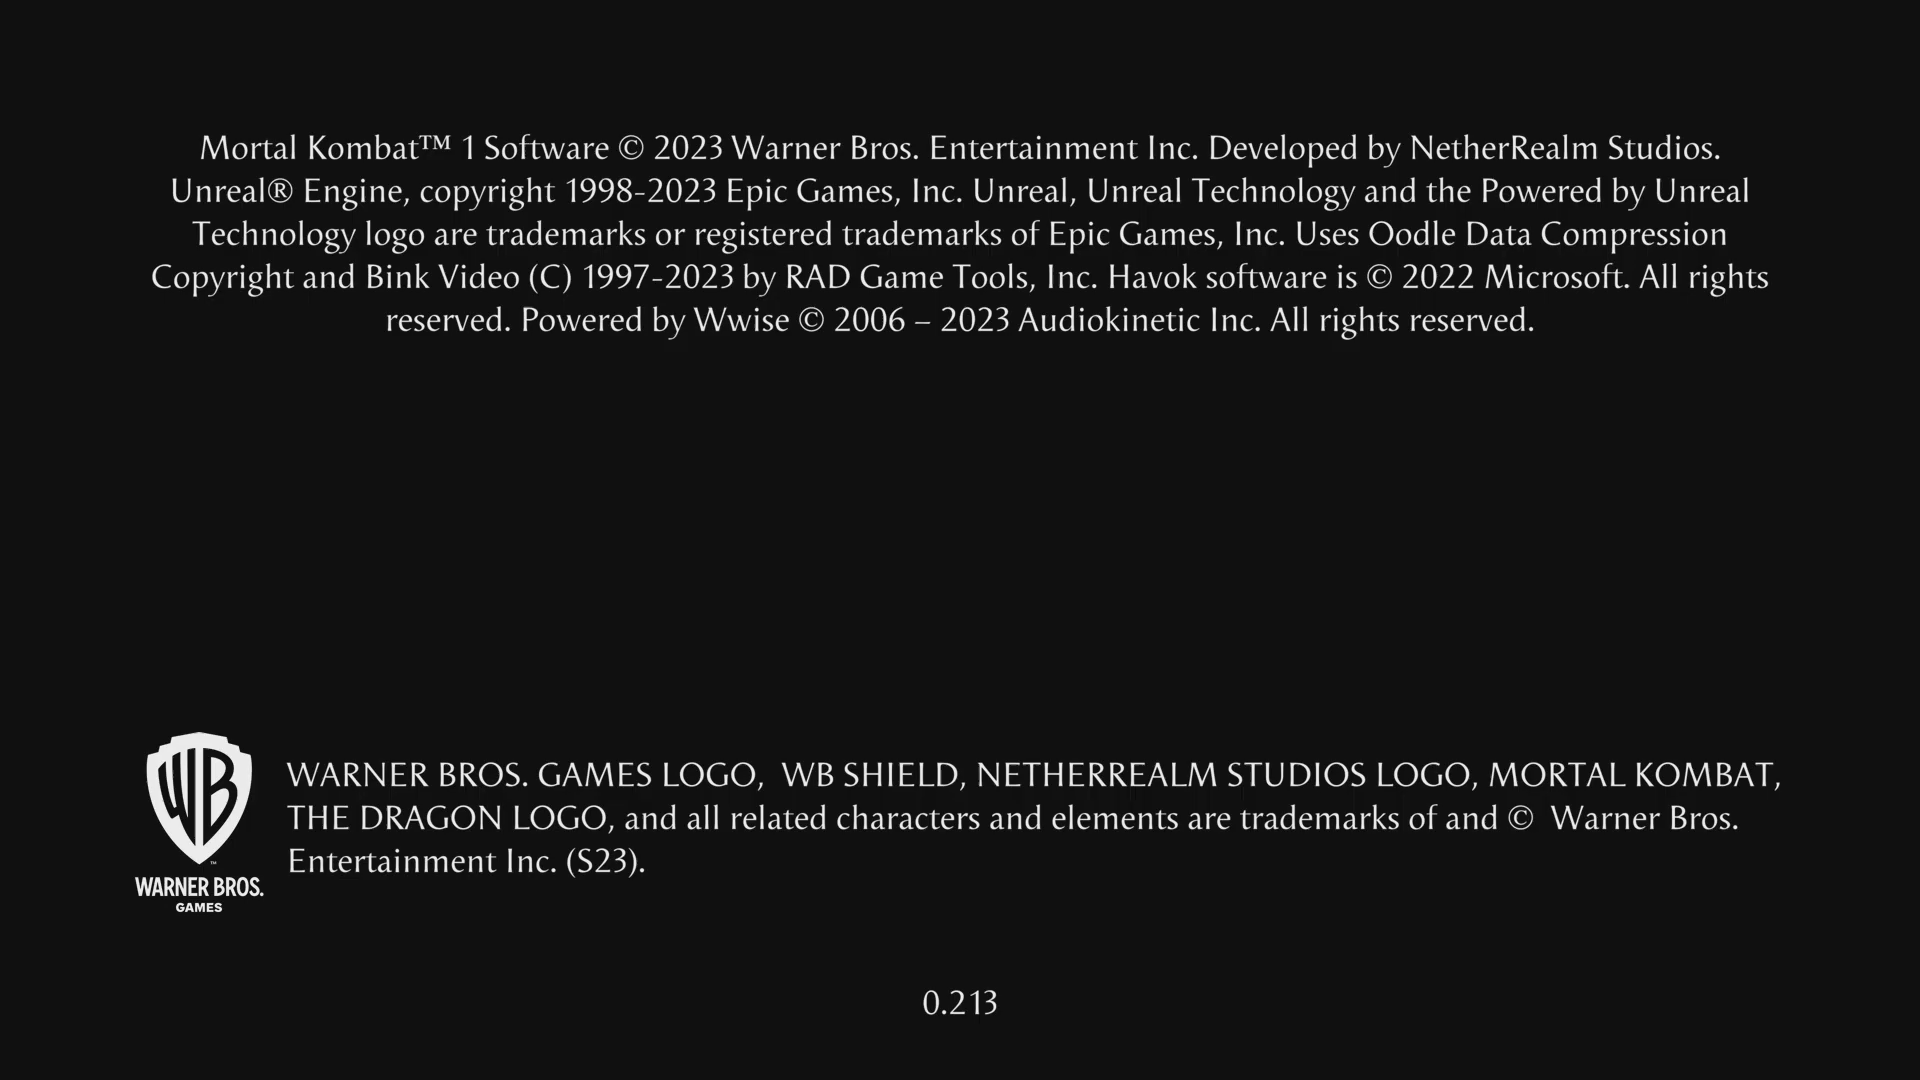 Mortal Kombat™ 1 Software © 2023 Warner Bros. Entertainment Inc. Developed by NetherRealm Studios.
Unreal® Engine, copyright 1998-2023 Epic Games, Inc. Unreal, Unreal Technology and the Powered by Unreal
Technology logo are trademarks or registered trademarks of Epic Games, Inc. Uses Oodle Data Compression
Copyright and Bink Video (C) 1997-2023 by RAD Game Tools, Inc. Havok software is © 2022 Microsoft. All rights
reserved. Powered by Wwise © 2006 – 2023 Audiokinetic Inc. All rights reserved.
WB
™
WARNER BROS.
GAMES
WARNER BROS. GAMES LOGO,  WB SHIELD, NETHERREALM STUDIOS LOGO, MORTAL KOMBAT,
THE DRAGON LOGO, and all related characters and elements are trademarks of and ©  Warner Bros.
Entertainment Inc. (S23).
0.213